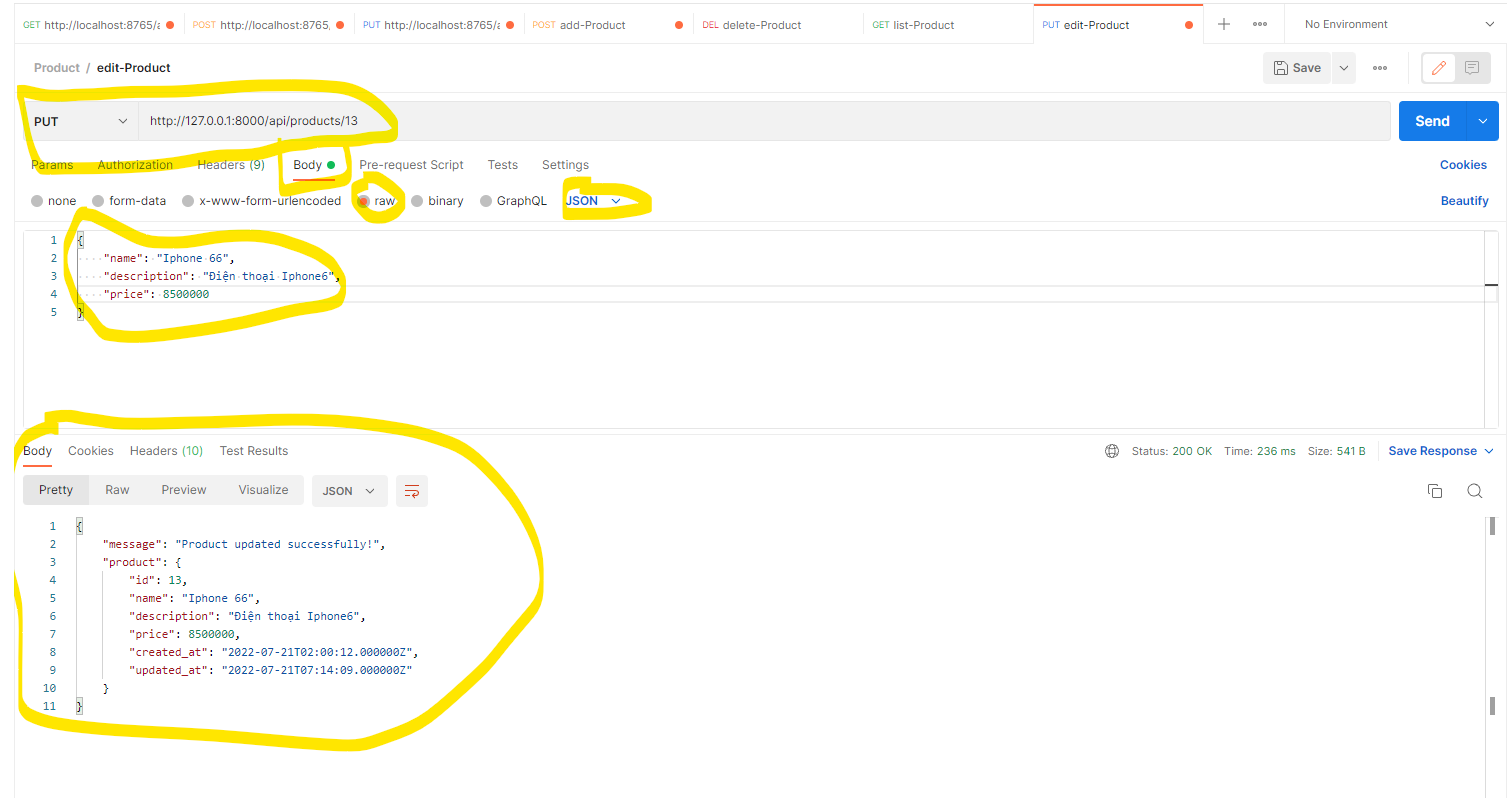 GET http://localhost:8765/a POST http://localhost:8765, PUT http://localhost:8765/a POST add-Product DEL delete-Product GET list-Product PUT edit-Product No Environment
Product / edit-Product Save
PUT http://127.0.0.1:8000/api/products/13 Send
Params Authorization Headers (9) Body Pre-request Script Tests Settings Cookies
none form-data x-www-form-urlencoded raw binary GraphQL JSON Beautify
1 {
2 "name": "Iphone 66",
3 "description": "Điện thoại Iphone6",
4 "price": 8500000
5 }
Body Cookies Headers (10) Test Results Status: 200 OK Time: 236 ms Size: 541 B Save Response
Pretty Raw Preview Visualize JSON
1 {
2 "message": "Product updated successfully!",
3 "product": {
4 "id": 13,
5 "name": "Iphone 66",
6 "description": "Điện thoại Iphone6",
7 "price": 8500000,
8 "created_at": "2022-07-21T02:00:12.000000Z",
9 "updated_at": "2022-07-21T07:14:09.000000Z"
10 }
11 }